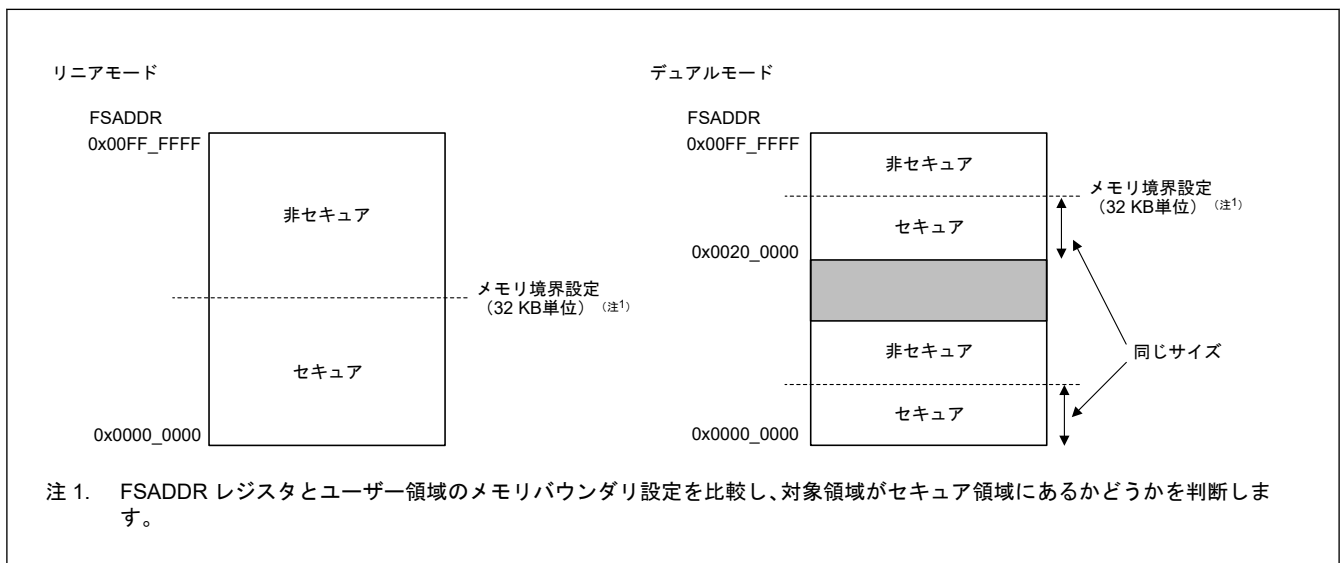 リニアモード
FSADDR
0x00FF_FFFF
非セキュア
メモリ境界設定
(32 KB単位) (注1)
セキュア
0x0000_0000
デュアルモード
FSADDR
0x00FF_FFFF
非セキュア
メモリ境界設定
(32 KB単位) (注1)
セキュア
0x0020_0000
非セキュア
同じサイズ
セキュア
0x0000_0000
注 1. FSADDR レジスタとユーザー領域のメモリバウンダリ設定を比較し、対象領域がセキュア領域にあるかどうかを判断しま
す。